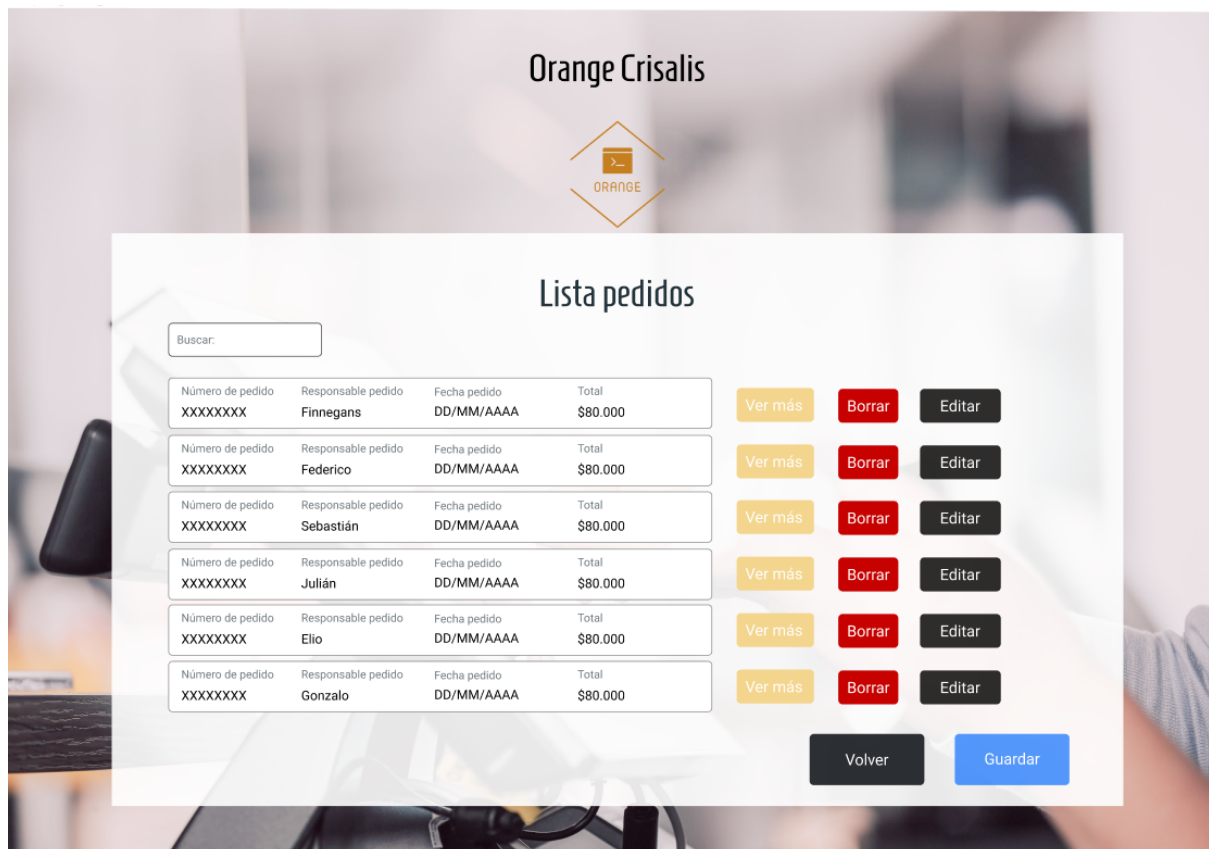 Orange Crisalis
>_
ORANGE
Lista pedidos
Buscar:
Número de pedido Responsable pedido Fecha pedido Total
XXXXXXXX Finnegans DD/MM/AAAA $80.000 Ver más Borrar Editar
Número de pedido Responsable pedido Fecha pedido Total
XXXXXXXX Federico DD/MM/AAAA $80.000 Ver más Borrar Editar
Número de pedido Responsable pedido Fecha pedido Total
XXXXXXXX Sebastián DD/MM/AAAA $80.000 Ver más Borrar Editar
Número de pedido Responsable pedido Fecha pedido Total
XXXXXXXX Julián DD/MM/AAAA $80.000 Ver más Borrar Editar
Número de pedido Responsable pedido Fecha pedido Total
XXXXXXXX Elio DD/MM/AAAA $80.000 Ver más Borrar Editar
Número de pedido Responsable pedido Fecha pedido Total
XXXXXXXX Gonzalo DD/MM/AAAA $80.000 Ver más Borrar Editar
Volver Guardar